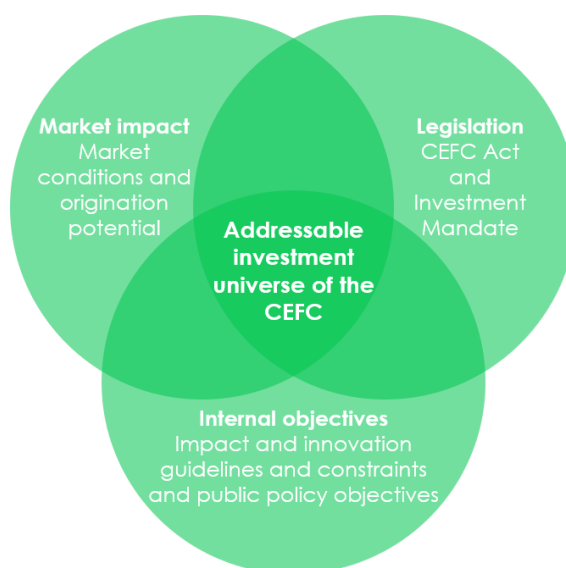 Market impact
Market
conditions and
origination
potential
Legislation
CEFC Act
and
Investment
Mandate
Addressable
investment
universe of the
CEFC
Internal objectives
Impact and innovation
guidelines and constraints
and public policy objectives